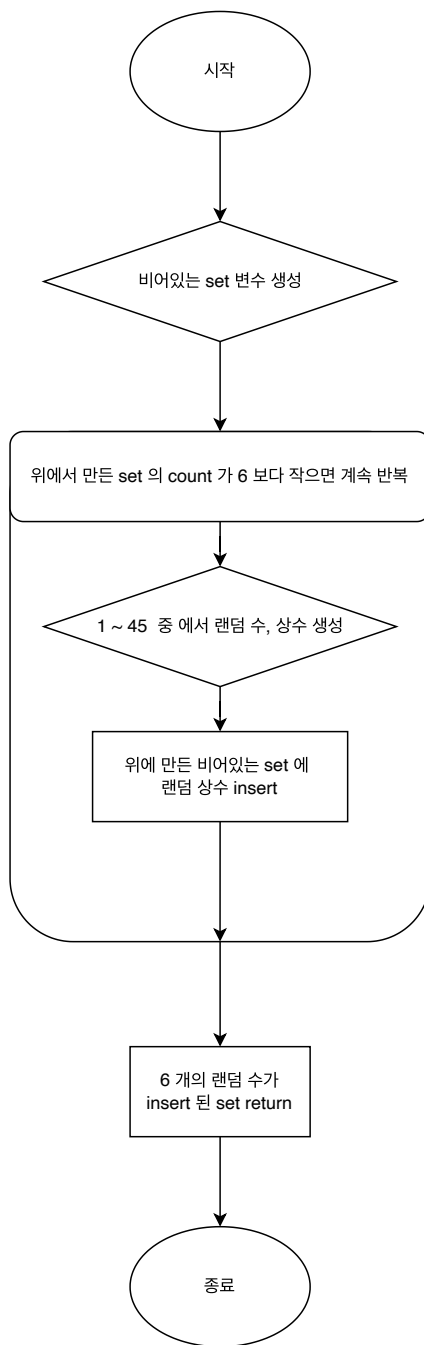 시작
비어있는 set 변수 생성
위에서 만든 set 의 count 가 6 보다 작으면 계속 반복
1 ~ 45 중 에서 랜덤 수, 상수 생성
위에 만든 비어있는 set 에
랜덤 상수 insert
6 개의 랜덤 수가
insert 된 set return
종료